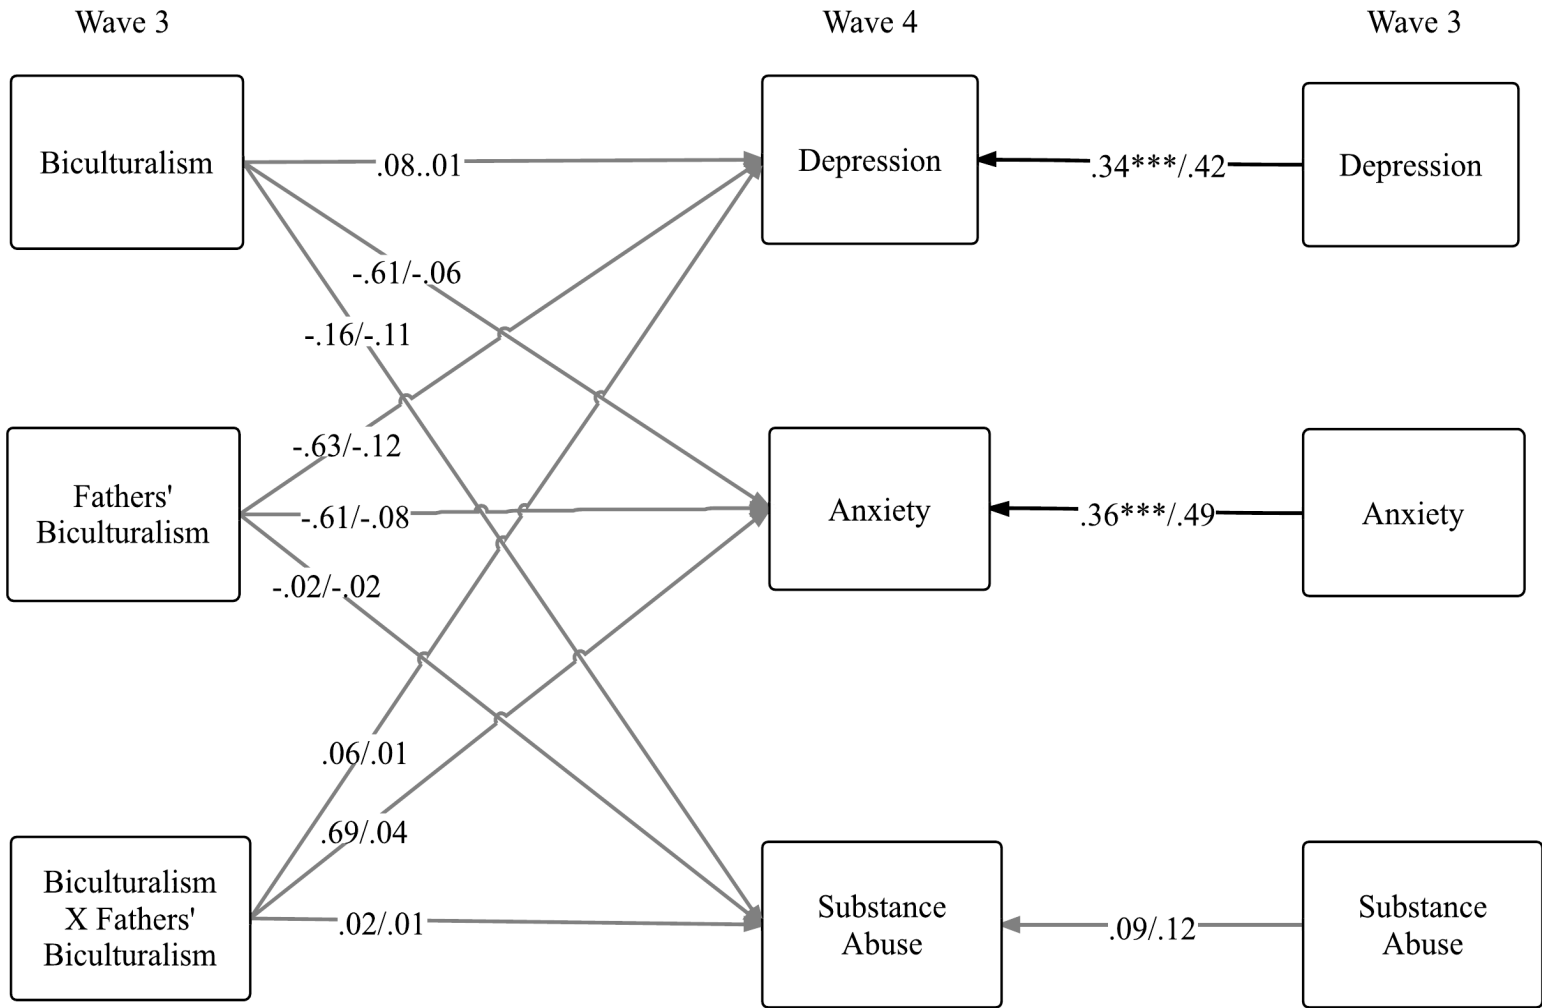 Wave 3
Wave 4
Wave 3
Biculturalism
.08..01
Depression
.34***/.42
Depression
-.61/-.06
-.16/-.11
Fathers'
Biculturalism
-.63/-.12
-.61/-.08
-.02/-.02
Anxiety
.36***/.49
Anxiety
.06/.01
.69/.04
Biculturalism
X Fathers'
Biculturalism
.02/.01
Substance
Abuse
.09/.12
Substance
Abuse